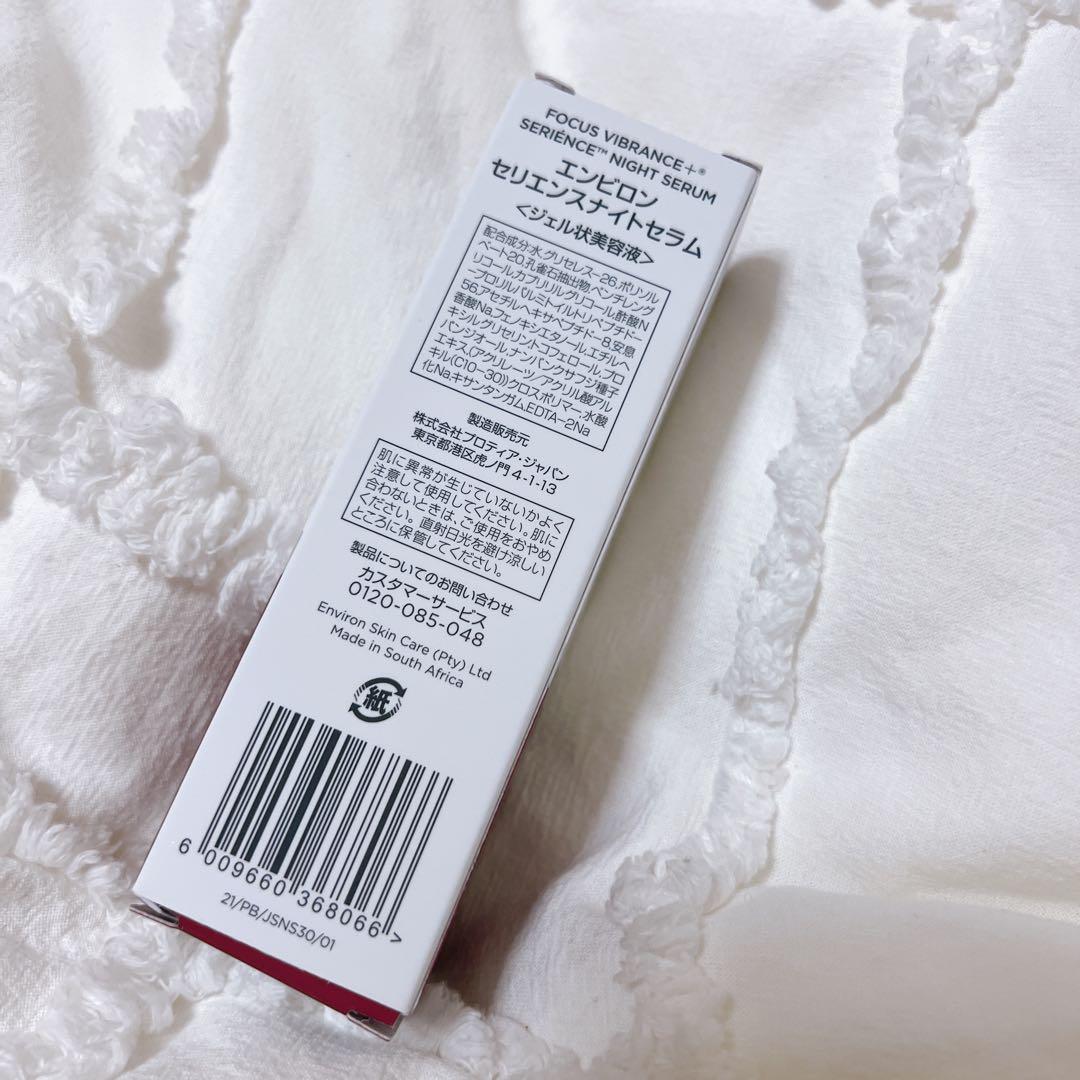 FOCUS VIBRANCE+®
SERIÉNCE™ NIGHT SERUM
エンビロン
セリエンスナイトセラム
<ジェル状美容液>
配合成分:水,グリセレス-26,ポリソル
ベート20,孔雀石抽出物,ペンチレング
リコール,カプリリルグリコール,酢酸N
プロロリルパルミトイルトリペプチド-
56,アセチルヘキサペプチド-8,安息
香酸Na,フェノキシエタノール,エチルヘ
キシルグリセリン,トコフェロール,プロ
パンジオール,ナンバンクサフジ種子
エキス,(アクリレーツ/アクリル酸アル
キル(C10-30))クロスポリマー,水酸
化Na,キサンタンガム,EDTA-2Na
製造販売元
株式会社プロティア・ジャパン
東京都港区虎ノ門4-1-13
肌に異常が生じていないかよく
注意して使用してください。肌に
合わないときは、ご使用をおやめ
ください。直射日光を避け涼しい
ところに保管してください。
製品についてのお問い合わせ
カスタマーサービス
0120-085-048
Environ Skin Care (Pty) Ltd
Made in South Africa
紙
6 009660 368066 >
21/PB/JSNS30/01